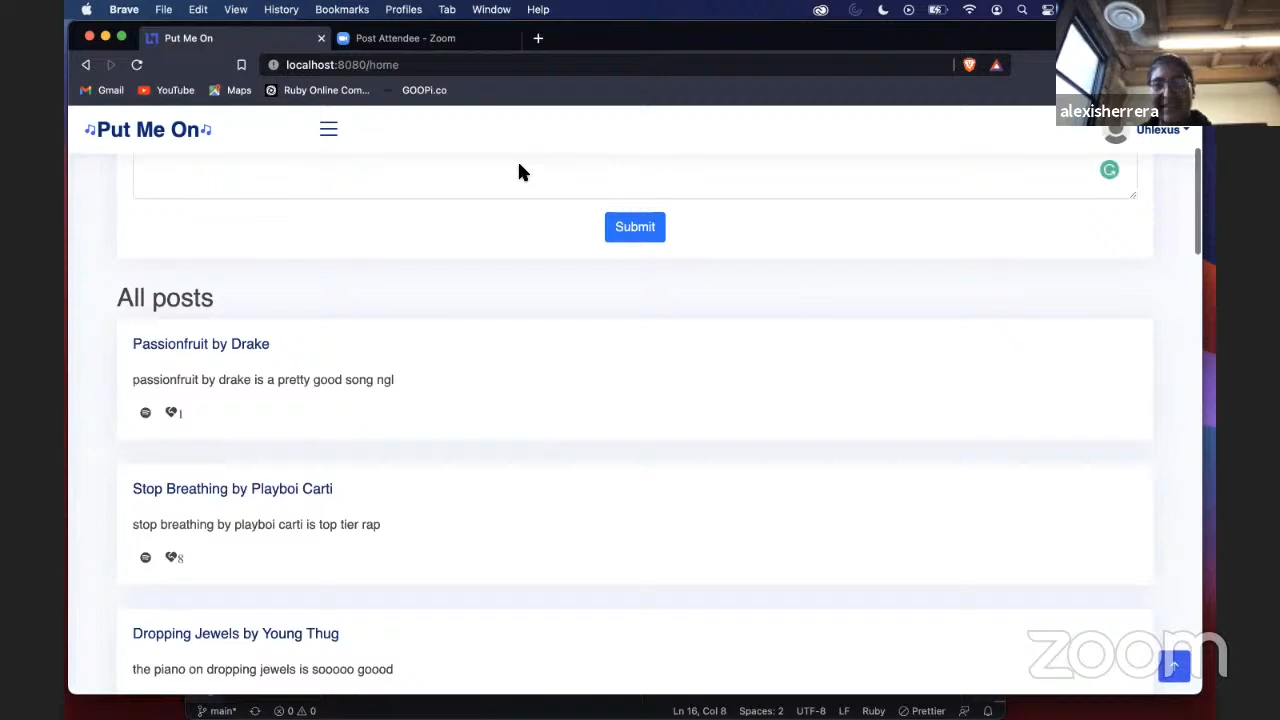 Brave File Edit View History Bookmarks Profiles Tab Window Help
Put Me On
Post Attendee - Zoom
localhost:8080/home
Gmail YouTube Maps Ruby Online Com... GOOPi.co
alexisherrera
Put Me On
Uhlexus
Submit
All posts
Passionfruit by Drake
passionfruit by drake is a pretty good song ngl
1
Stop Breathing by Playboi Carti
stop breathing by playboi carti is top tier rap
8
Dropping Jewels by Young Thug
the piano on dropping jewels is sooooo goood
zoom
main* 0 0 Ln 16, Col 8 Spaces: 2 UTF-8 LF Ruby Prettier